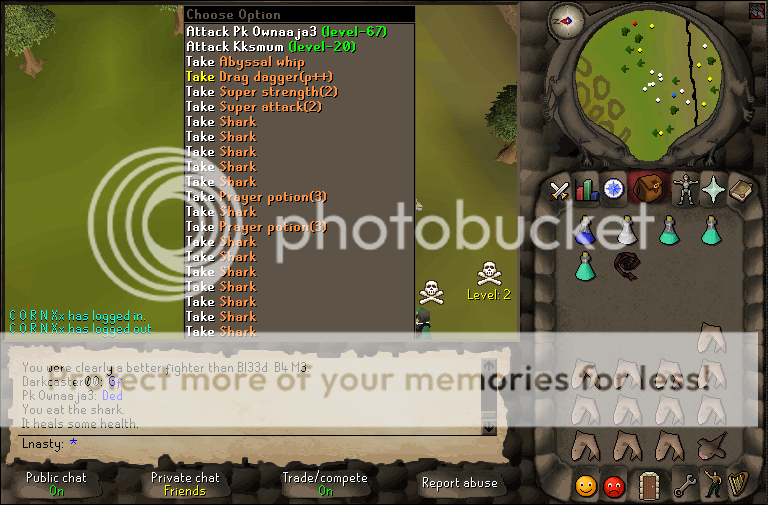 Choose Option
Attack Pk Ownaaja3 (level-67)
Attack Kksmum (level-20)
Take Abyssal whip
Take Drag dagger(p++)
Take Super strength(2)
Take Super attack(2)
Take Shark
Take Shark
Take Shark
Take Shark
Take Shark
Take Prayer potion(3)
Take Shark
Take Prayer potion(3)
Take Shark
Take Shark
Take Shark
Take Shark
Take Shark
Take Shark
Take Shark
photobucket
Level: 2
C O R N Xx has logged in.
C O R N Xx has logged out.
You were clearly a better fighter than Bl33d B4 M3.
Darkcaster00: Gf
Pk Ownaaja3: Ded
You eat the shark.
It heals some health.
Protect more of your memories for less!
Lnasty: *
Public chat
On
Private chat
Friends
Trade/compete
On
Report abuse